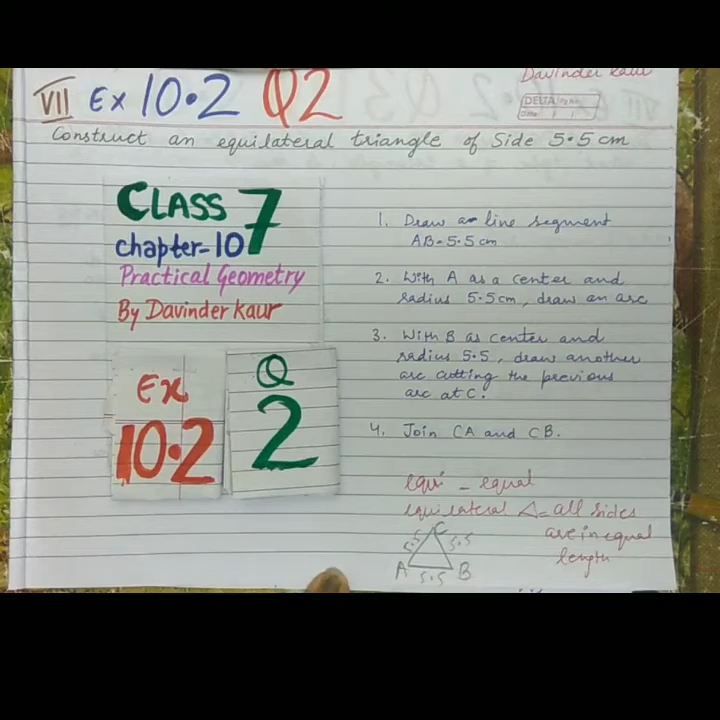 VII Ex 10.2 Q2
Davinder Kaur
DELTA Pg No.
Date
Construct an equilateral triangle of Side 5.5 cm
CLASS 7
chapter-10
Practical Geometry
By Davinder Kaur
Ex
10.2
Q
2
1. Draw a line segment
AB = 5.5 cm
2. With A as a center and
radius 5.5cm, draw an arc
3. With B as center and
radius 5.5, draw another
arc cutting the previous
arc at C.
4. Join CA and CB.
equi – equal
equilateral Δ = all sides
are in equal
length
C
5.5 5.5
A B
5.5